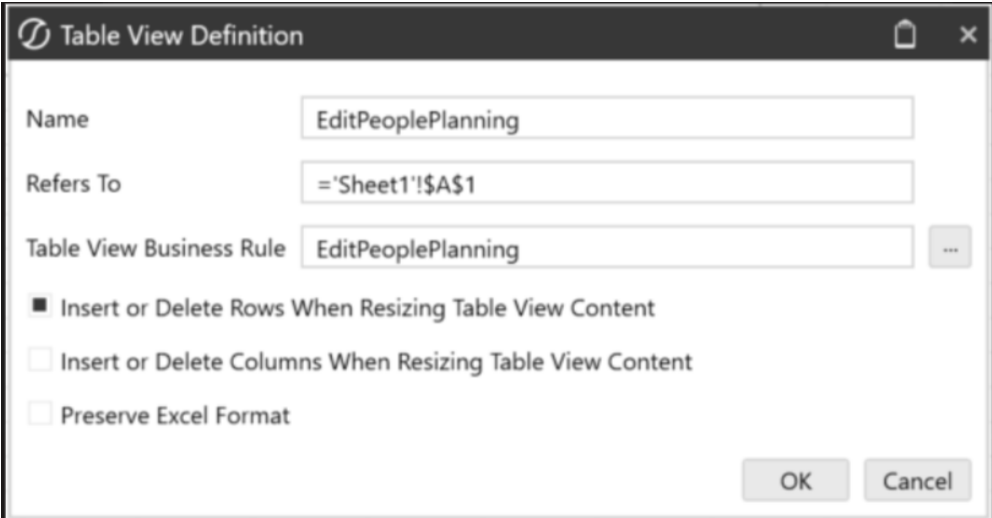 Table View Definition
Name
EditPeoplePlanning
Refers To
='Sheet1'!$A$1
Table View Business Rule
EditPeoplePlanning
...
Insert or Delete Rows When Resizing Table View Content
Insert or Delete Columns When Resizing Table View Content
Preserve Excel Format
OK
Cancel